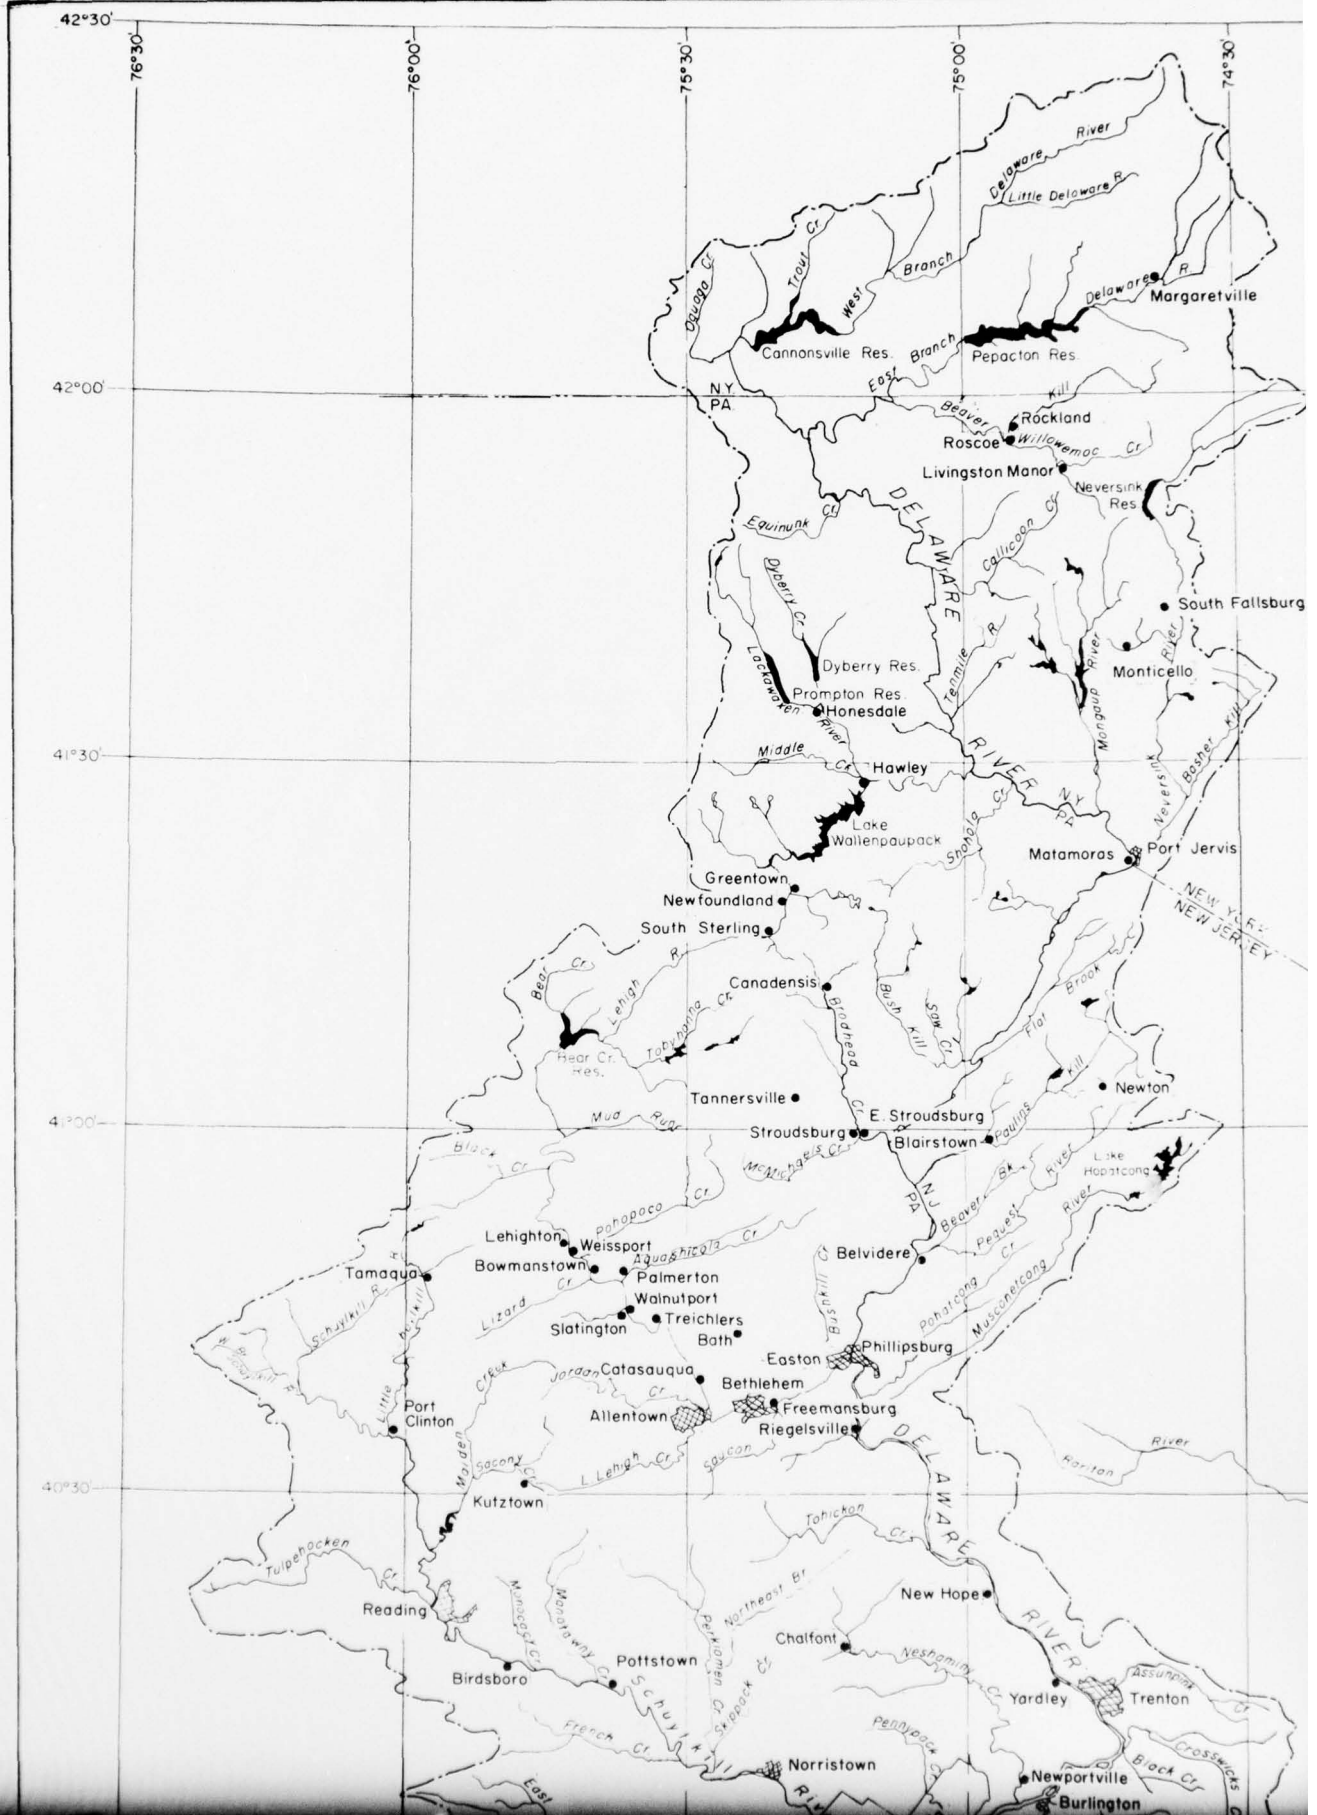 42°30'
76°30'
76°00'
75°30'
75°00'
74°30'
Delaware River
Little Delaware R.
Oquaga Cr
Trout Cr
West Branch
Delaware R.
Margaretville
Cannonsville Res.
East Branch
Pepacton Res.
42°00'
N.Y.
PA.
Beaver Kill
Rockland
Roscoe
Willowemoc Cr
Livingston Manor
Neversink
Res.
Equinunk Cr.
DELAWARE
Callicoon Cr
Dyberry Cr.
South Fallsburg
Tenmile R.
Mongaup River
River
Monticello
Lackawaxen
Dyberry Res.
Prompton Res.
Honesdale
River
41°30'
Middle Cr.
Hawley
RIVER
N.Y.
PA
Neversink
Basher Kill
Lake
Wallenpaupack
Shohola Cr.
Matamoras
Port Jervis
Greentown
Newfoundland
NEW YORK
NEW JERSEY
South Sterling
Bear Cr.
Lehigh R.
Canadensis
Tobyhanna Cr.
Brodhead Cr.
Bush Kill
Saw Cr.
Flat Brook
Bear Cr.
Res.
Tannersville
Newton
Paulins Kill
41°00'
Mud Run
E. Stroudsburg
Stroudsburg
Blairstown
Black Cr.
McMichaels Cr.
Lake
Hopatcong
N.J.
PA
Beaver Bk.
Pequest River
River
Pohopoco Cr.
Lehighton
Weissport
Bowmanstown
Aquashicola Cr
Belvidere
Tamaqua
Palmerton
Lizard Cr.
Walnutport
Slatington
Treichlers
Bath
Bushkill Cr
Pohatcong Cr
Musconetcong
Schuylkill R.
Little
Phillipsburg
Easton
Creek
Jordan Cr.
Catasauqua
Bethlehem
Port
Clinton
Allentown
Freemansburg
Riegelsville
DELAWARE
Maiden
Sacony Cr.
L. Lehigh Cr.
Saucon
River
Raritan
40°30'
Kutztown
Tohickon Cr.
Tulpehocken Cr.
Reading
Monocacy Cr.
Manatawny Cr.
Northeast Br
Perkiomen Cr
New Hope
RIVER
Chalfont
Neshaminy Cr.
Birdsboro
Pottstown
Schuylkill
Skippack Cr
Yardley
Trenton
Assunpink Cr
French Cr.
Pennypack Cr.
Crosswicks C
Black Cr.
Norristown
Riv
Newportville
Burlington
East